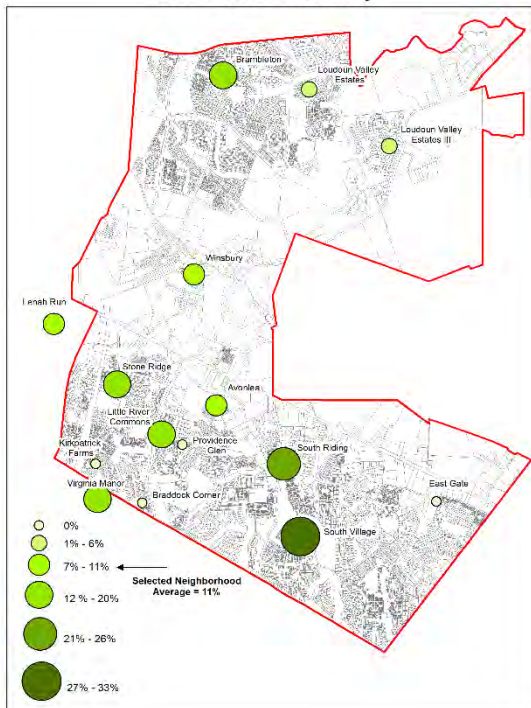 Brambleton
Loudoun Valley
Estates
Loudoun Valley
Estates III
Winsbury
Lenah Run
Stone Ridge
Avonlea
Little River
Commons
Providence
Glen
Kirkpatrick
Farms
South Riding
East Gate
Virginia Manor
Braddock Corner
South Village
0%
1% - 6%
7% - 11%
Selected Neighborhood
Average = 11%
12 % - 20%
21% - 26%
27% - 33%